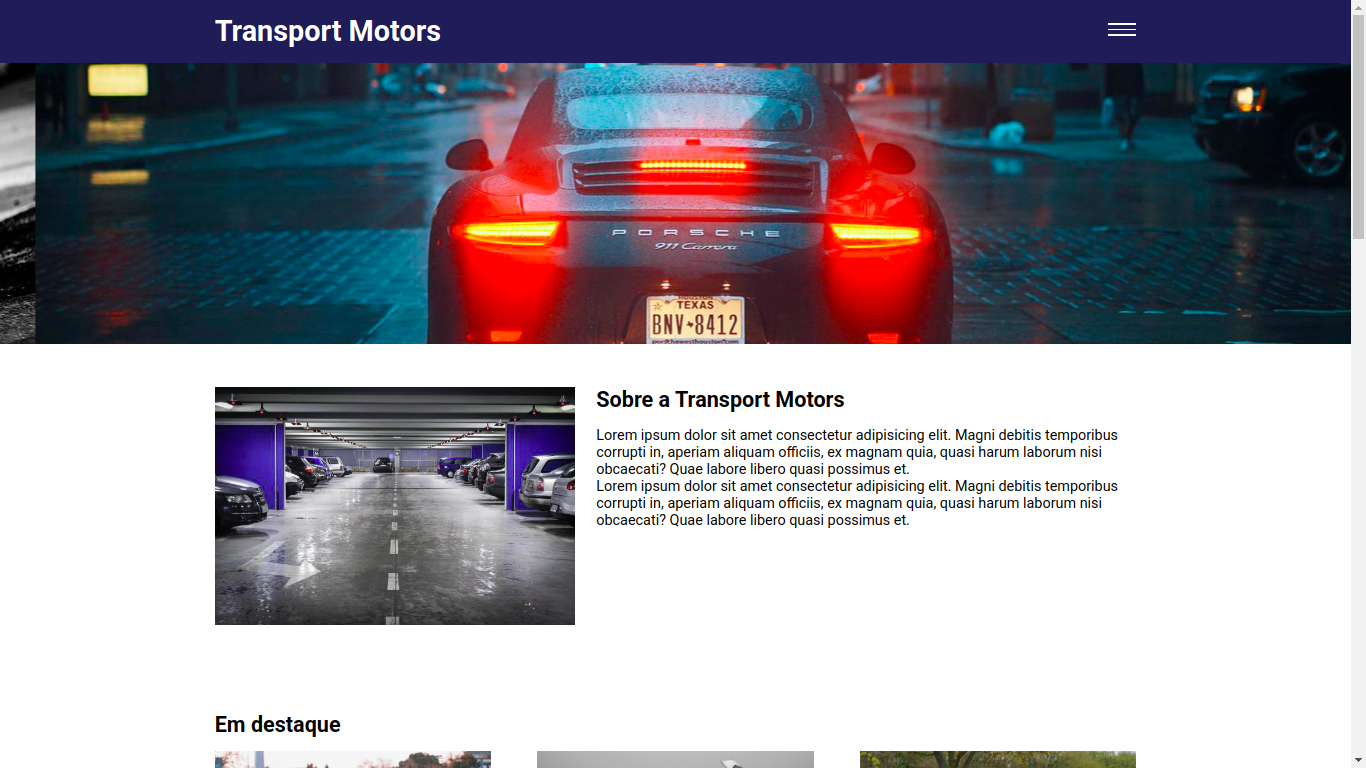 Transport Motors
PORSCHE
911 Carrera
TEXAS
BNV 8412
Sobre a Transport Motors
Lorem ipsum dolor sit amet consectetur adipisicing elit. Magni debitis temporibus
corrupti in, aperiam aliquam officiis, ex magnam quia, quasi harum laborum nisi
obcaecati? Quae labore libero quasi possimus et.
Lorem ipsum dolor sit amet consectetur adipisicing elit. Magni debitis temporibus
corrupti in, aperiam aliquam officiis, ex magnam quia, quasi harum laborum nisi
obcaecati? Quae labore libero quasi possimus et.
Em destaque